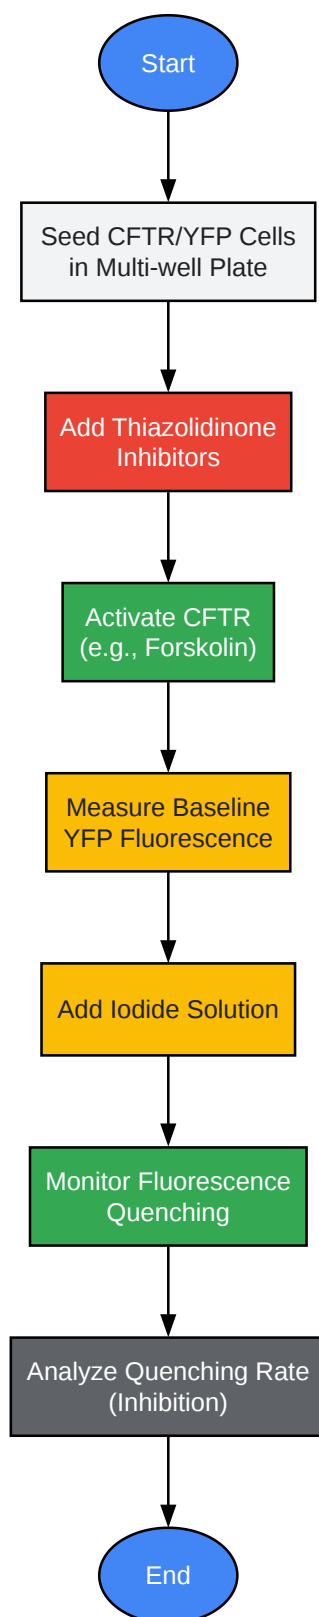 Start
Seed CFTR/YFP Cells
in Multi-well Plate
Add Thiazolidinone
Inhibitors
Activate CFTR
(e.g., Forskolin)
Measure Baseline
YFP Fluorescence
Add Iodide Solution
Monitor Fluorescence
Quenching
Analyze Quenching Rate
(Inhibition)
End